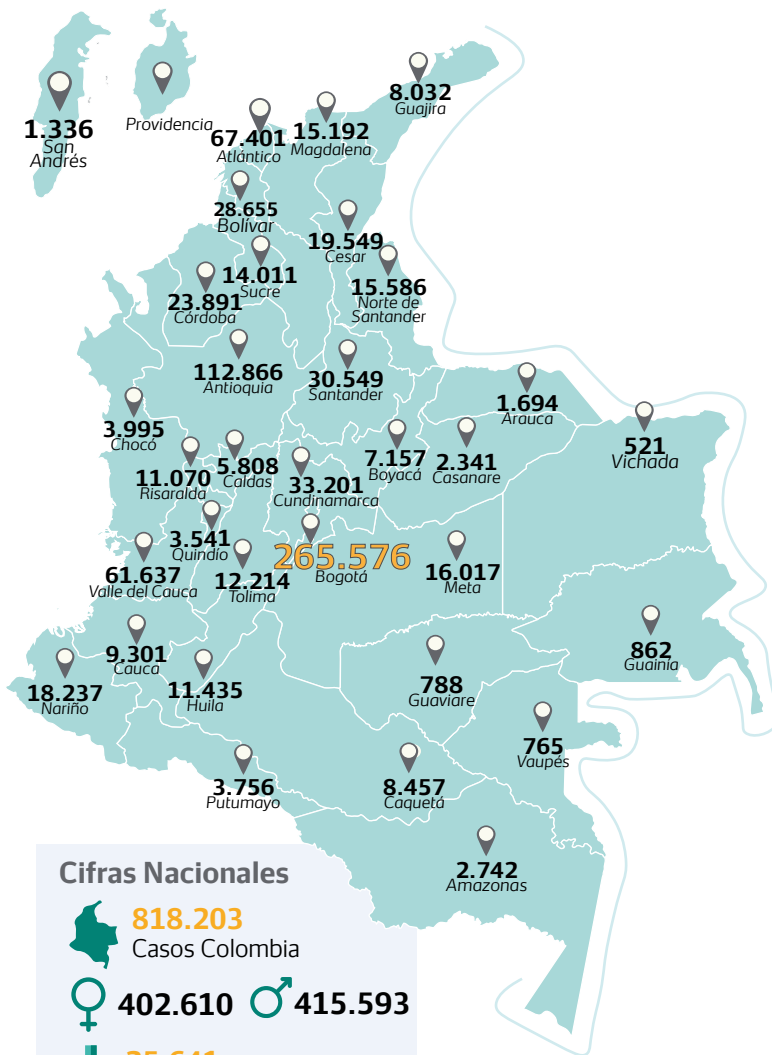 8.032
Guajira
1.336
San
Andrés
Providencia
67.401
Atlántico
15.192
Magdalena
28.655
Bolívar
19.549
Cesar
14.011
Sucre
15.586
Norte de
Santander
23.891
Córdoba
112.866
Antioquia
30.549
Santander
1.694
Arauca
3.995
Chocó
521
Vichada
11.070
Risaralda
5.808
Caldas
33.201
Cundinamarca
7.157
Boyacá
2.341
Casanare
3.541
Quindío
265.576
Bogotá
61.637
Valle del Cauca
12.214
Tolima
16.017
Meta
9.301
Cauca
862
Guainía
18.237
Nariño
11.435
Huila
788
Guaviare
765
Vaupés
3.756
Putumayo
8.457
Caquetá
2.742
Amazonas
Cifras Nacionales
818.203
Casos Colombia
402.610 415.593